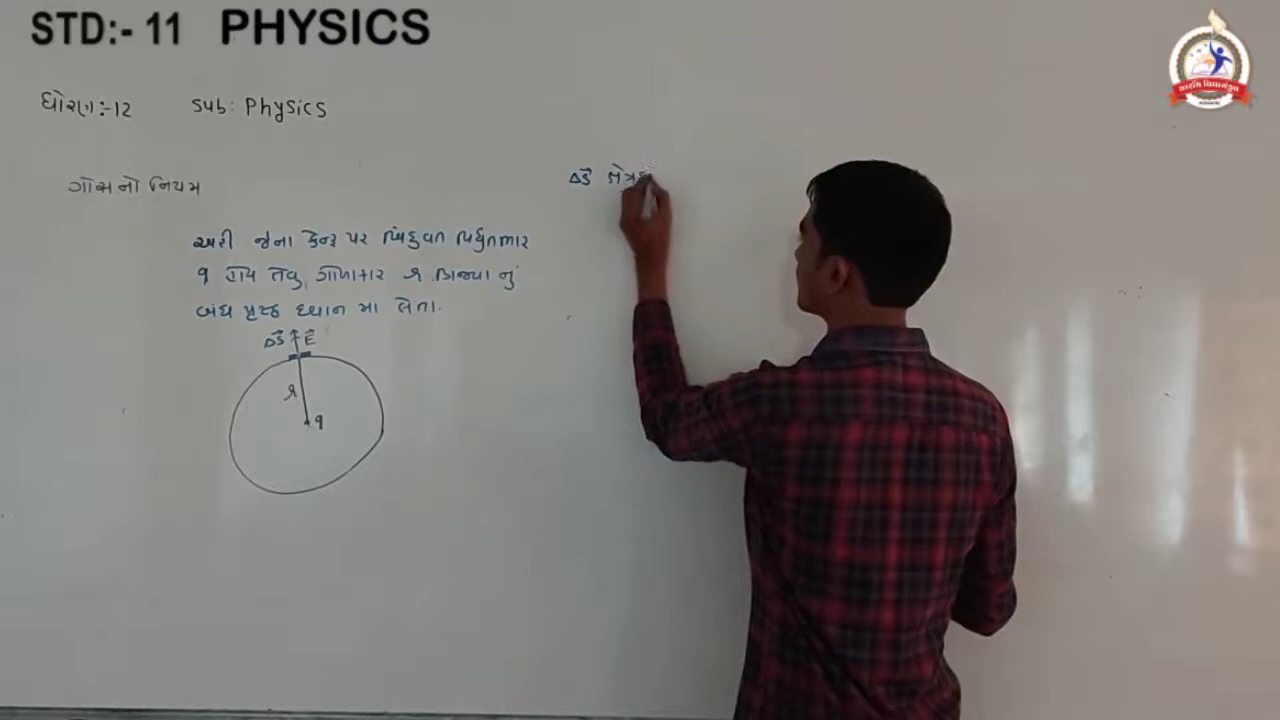 STD:- 11 PHYSICS
ધોરણ:-12 Sub: Physics
ગૉસનો નિયમ
અહી જેના કેન્દ્ર પર બિંદુવત વિદ્યુતભાર
q હોય તેવુ ગોળાકાર r ત્રિજ્યા નું
બંધ પૃષ્ઠ ધ્યાન મા લેતા.
ΔS⃗ E⃗
r
q
ΔS⃗